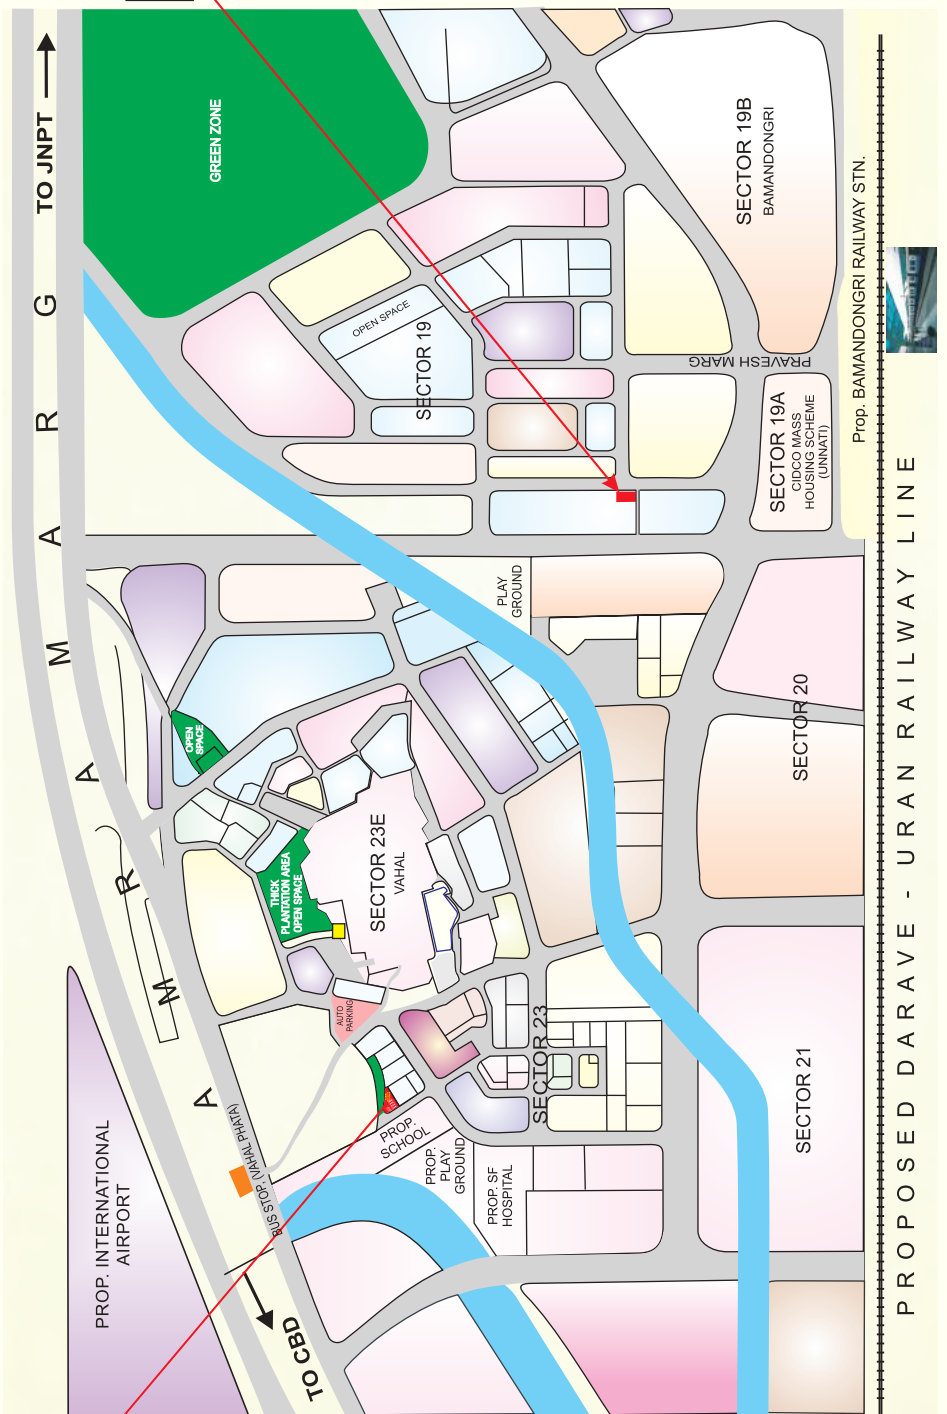 TO JNPT
GREEN ZONE
SECTOR 19B
BAMANDONGRI
Prop. BAMANDONGRI RAILWAY STN.
OPEN SPACE
SECTOR 19
PRAVESH MARG
SECTOR 19A
CIDCO MASS
HOUSING SCHEME
(UNNATI)
A M A R M A R G
PLAY
GROUND
OPEN
SPACE
SECTOR 20
THICK
PLANTATION AREA
OPEN SPACE
SECTOR 23E
VAHAL
AUTO
PARKING
SECTOR 23
SECTOR 21
PROP.
SCHOOL
PROP.
PLAY
GROUND
PROP. SF
HOSPITAL
BUS STOP. (VAHAL PHATA)
PROP. INTERNATIONAL
AIRPORT
TO CBD
PROPOSED DARAVE - URAN RAILWAY LINE